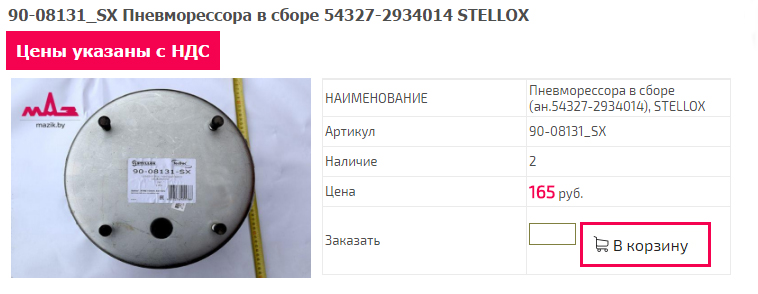 90-08131_SX Пневморессора в сборе 54327-2934014 STELLOX
Цены указаны с НДС
МАЗ
mazik.by
STELLOX
90-08131-SX
НАИМЕНОВАНИЕ
Пневморессора в сборе
(ан.54327-2934014), STELLOX
Артикул
90-08131_SX
Наличие
2
Цена
165 руб.
Заказать
В корзину